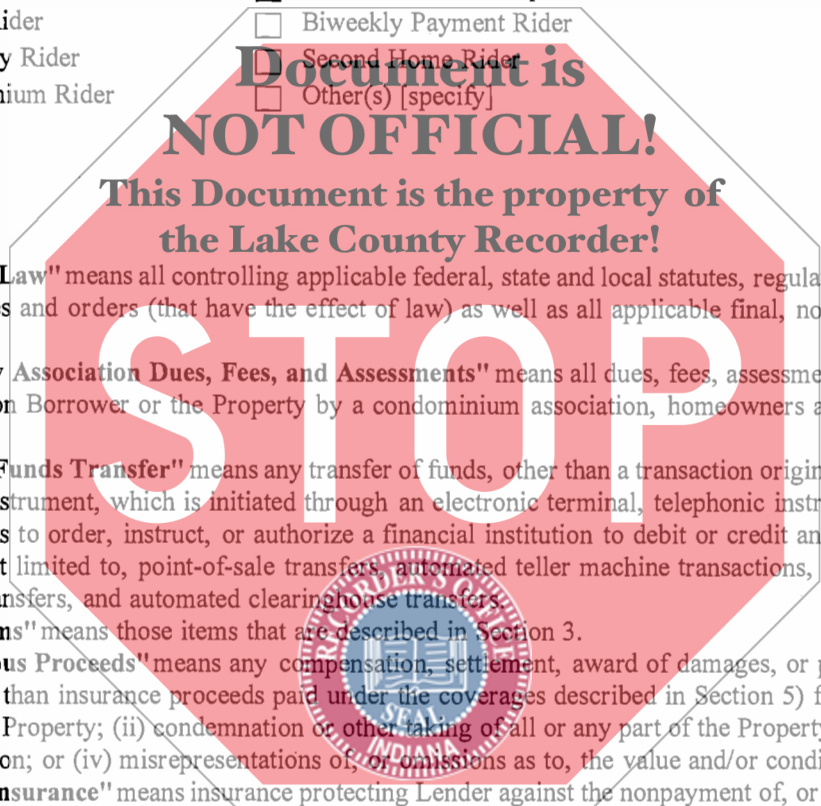 ider ☐ Biweekly Payment Rider
y Rider ☐ Second Home Rider
nium Rider ☐ Other(s) [specify]
Document is
NOT OFFICIAL!
This Document is the property of
the Lake County Recorder!
Law" means all controlling applicable federal, state and local statutes, regula
s and orders (that have the effect of law) as well as all applicable final, no
STOP
y Association Dues, Fees, and Assessments" means all dues, fees, assessme
on Borrower or the Property by a condominium association, homeowners a
Funds Transfer" means any transfer of funds, other than a transaction origin
strument, which is initiated through an electronic terminal, telephonic instr
s to order, instruct, or authorize a financial institution to debit or credit an
t limited to, point-of-sale transfers, automated teller machine transactions,
ansfers, and automated clearinghouse transfers.
ms" means those items that are described in Section 3.
us Proceeds" means any compensation, settlement, award of damages, or p
than insurance proceeds paid under the coverages described in Section 5) f
Property; (ii) condemnation or other taking of all or any part of the Property
on; or (iv) misrepresentations of, or omissions as to, the value and/or condi
nsurance" means insurance protecting Lender against the nonpayment of, or
RECORDER'S OFFICE
SEAL
INDIANA